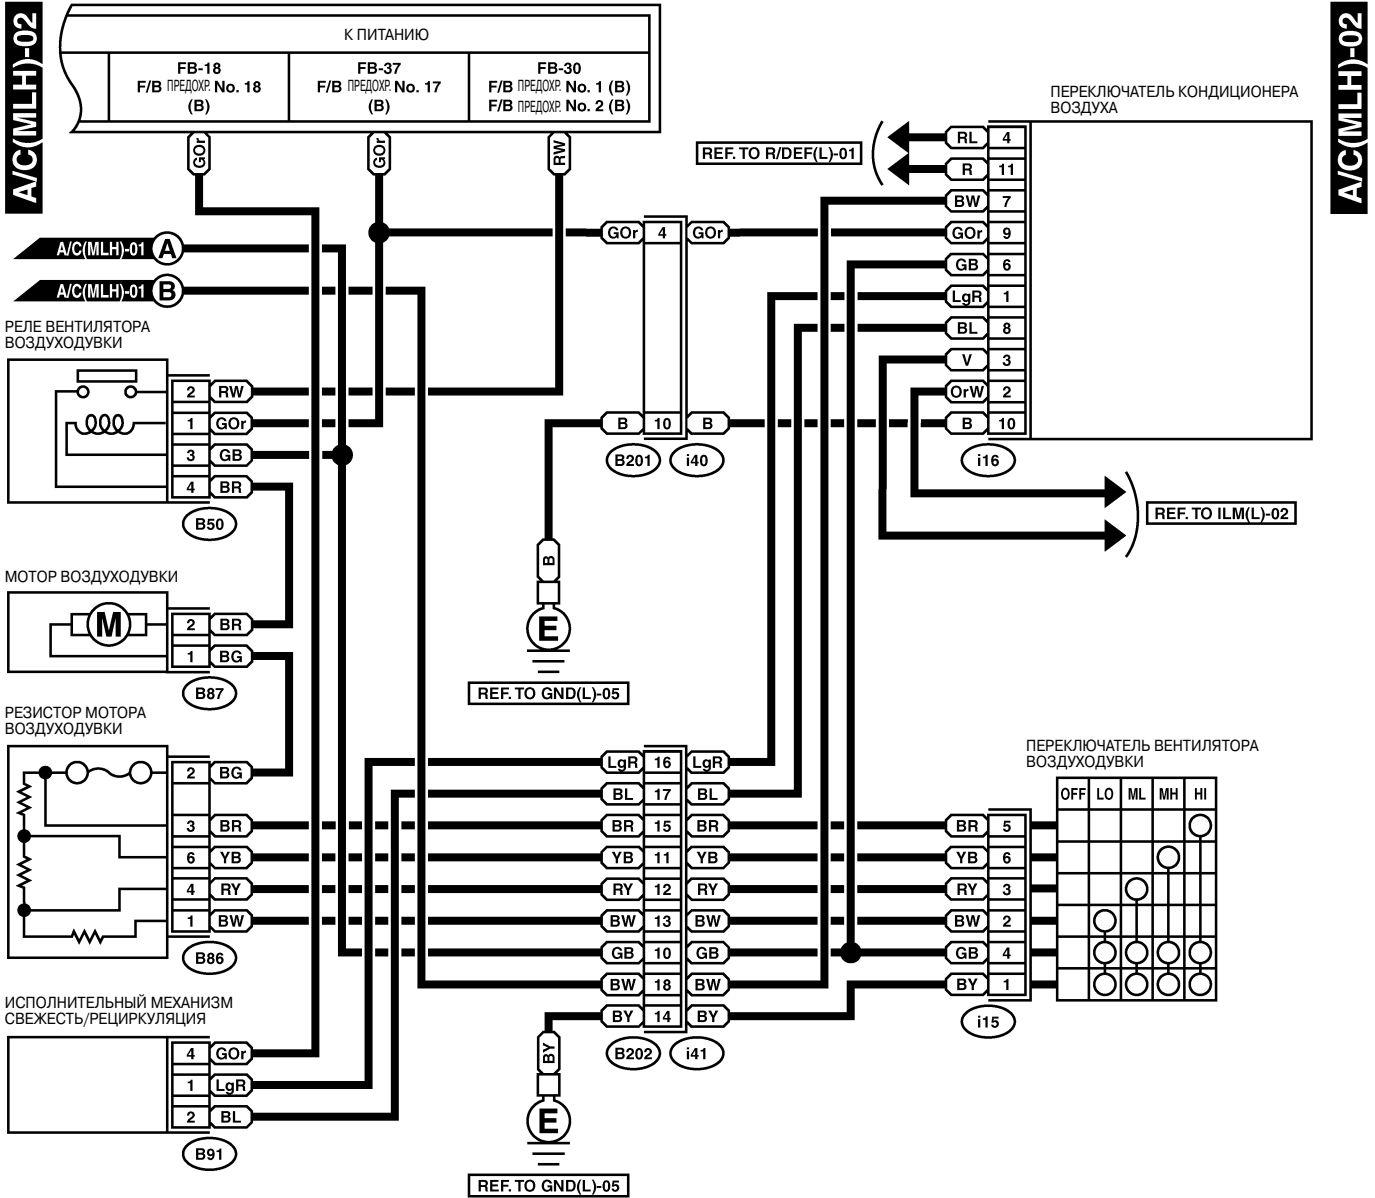 A/C(MLH)-02
A/C(MLH)-02
К ПИТАНИЮ
FB-18
F/B ПРЕДОХР. No. 18
(B)
FB-37
F/B ПРЕДОХР. No. 17
(B)
FB-30
F/B ПРЕДОХР. No. 1 (B)
F/B ПРЕДОХР. No. 2 (B)
GOr
GOr
RW
A/C(MLH)-01 A
A/C(MLH)-01 B
РЕЛЕ ВЕНТИЛЯТОРА
ВОЗДУХОДУВКИ
2 RW
1 GOr
3 GB
4 BR
B50
МОТОР ВОЗДУХОДУВКИ
M
2 BR
1 BG
B87
РЕЗИСТОР МОТОРА
ВОЗДУХОДУВКИ
2 BG
3 BR
6 YB
4 RY
1 BW
B86
ИСПОЛНИТЕЛЬНЫЙ МЕХАНИЗМ
СВЕЖЕСТЬ/РЕЦИРКУЛЯЦИЯ
4 GOr
1 LgR
2 BL
B91
GOr 4 GOr
B 10 B
B201 i40
B
E
REF. TO GND(L)-05
LgR 16 LgR
BL 17 BL
BR 15 BR
YB 11 YB
RY 12 RY
BW 13 BW
GB 10 GB
BW 18 BW
BY 14 BY
B202 i41
BY
E
REF. TO GND(L)-05
ПЕРЕКЛЮЧАТЕЛЬ КОНДИЦИОНЕРА
ВОЗДУХА
REF. TO R/DEF(L)-01
RL 4
R 11
BW 7
GOr 9
GB 6
LgR 1
BL 8
V 3
OrW 2
B 10
i16
REF. TO ILM(L)-02
ПЕРЕКЛЮЧАТЕЛЬ ВЕНТИЛЯТОРА
ВОЗДУХОДУВКИ
OFF LO ML MH HI
BR 5
YB 6
RY 3
BW 2
GB 4
BY 1
i15